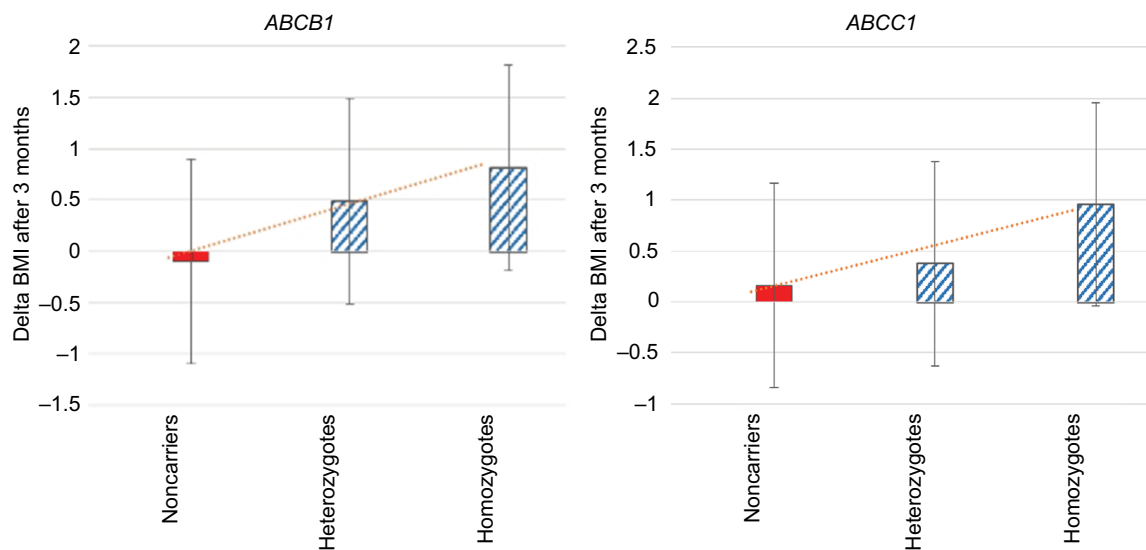 ABCB1
2
1.5
1
0.5
0
–0.5
–1
–1.5
Delta BMI after 3 months
Noncarriers
Heterozygotes
Homozygotes
ABCC1
2.5
2
1.5
1
0.5
0
–0.5
–1
Delta BMI after 3 months
Noncarriers
Heterozygotes
Homozygotes